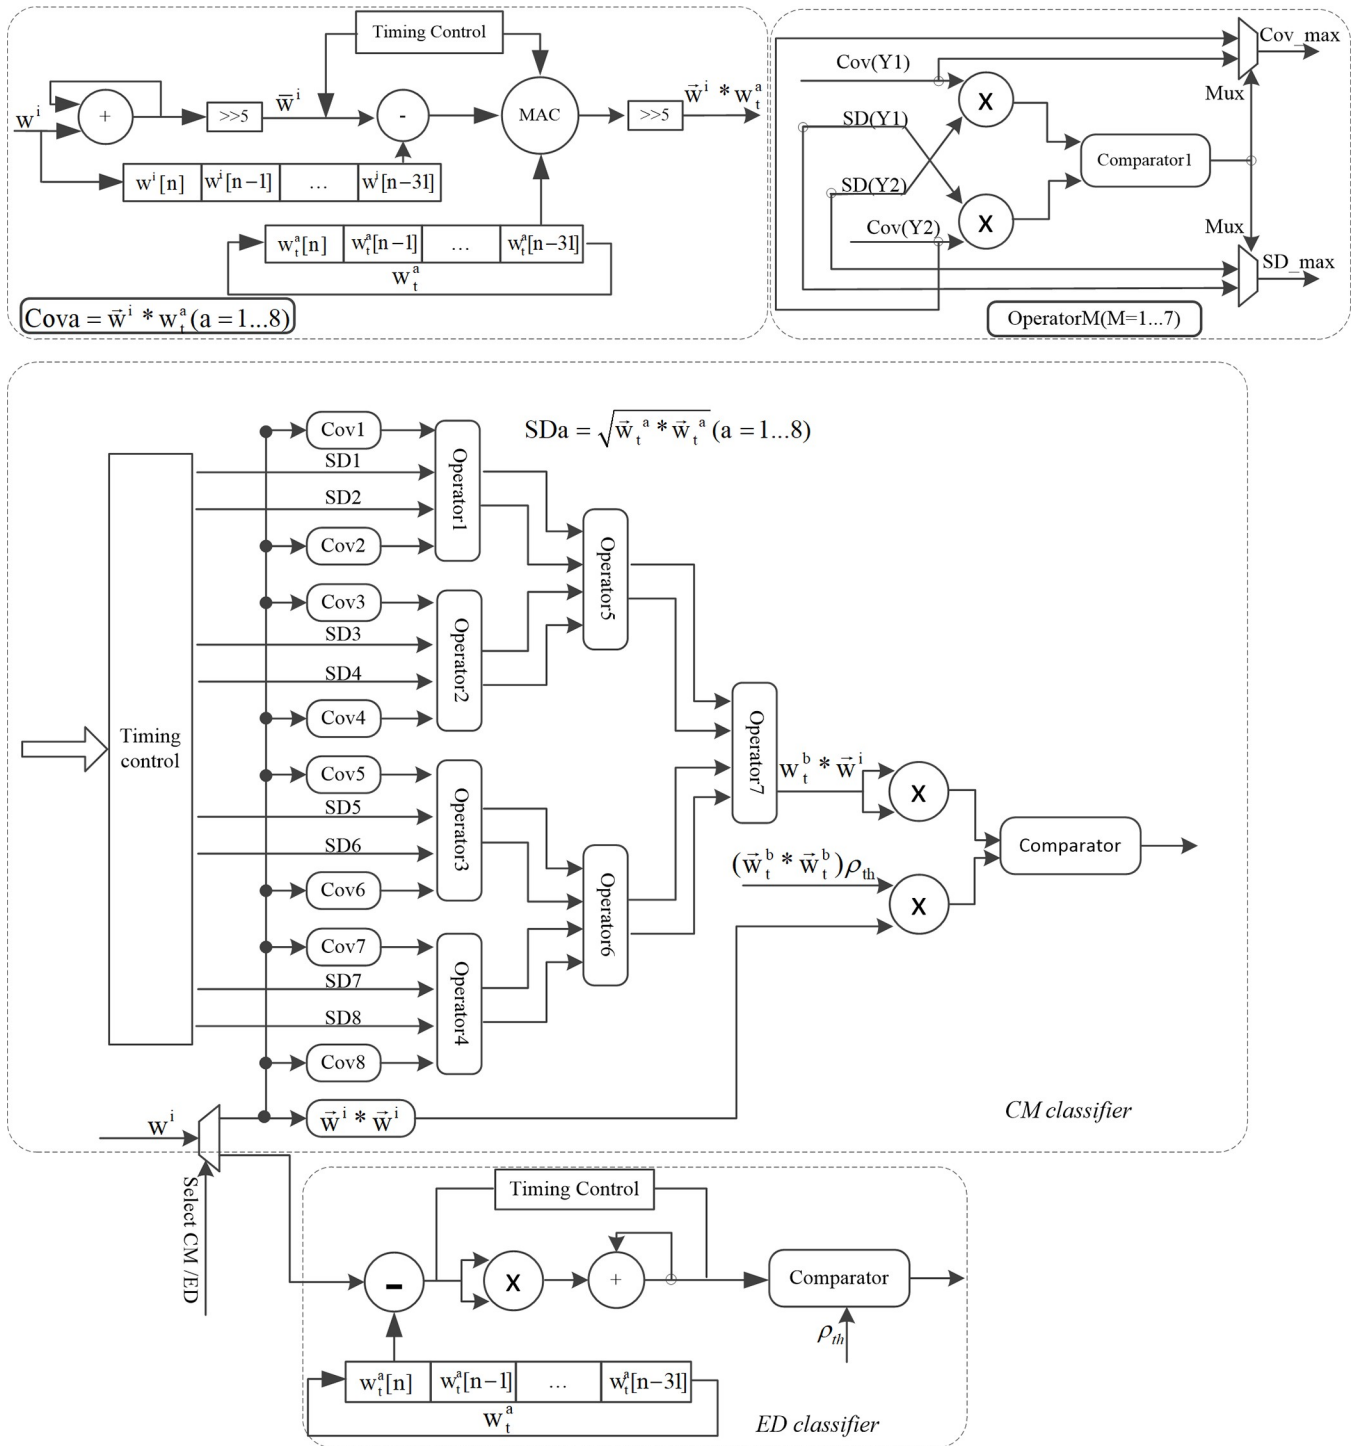 Timing Control
w^i
+
>>5
w̅^i
-
MAC
>>5
w⃗^i * w_t^a
w^i[n] w^i[n-1] ... w^i[n-31]
w_t^a[n] w_t^a[n-1] ... w_t^a[n-31]
w_t^a
Cova = w⃗^i * w_t^a (a = 1...8)
Cov_max
Cov(Y1)
X
Mux
SD(Y1)
Comparator1
SD(Y2)
Cov(Y2)
X
Mux
SD_max
OperatorM(M=1...7)
SDa = √(w⃗_t^a * w⃗_t^a) (a = 1...8)
Timing
control
Cov1
SD1
SD2
Cov2
Operator1
Cov3
SD3
SD4
Cov4
Operator2
Cov5
SD5
SD6
Cov6
Operator3
Cov7
SD7
SD8
Cov8
Operator4
Operator5
Operator6
Operator7
w_t^b * w⃗^i
X
(w⃗_t^b * w⃗_t^b)ρ_th
X
Comparator
w^i
w⃗^i * w⃗^i
CM classifier
Select CM /ED
Timing Control
-
X
+
Comparator
ρ_th
w_t^a[n] w_t^a[n-1] ... w_t^a[n-31]
w_t^a
ED classifier